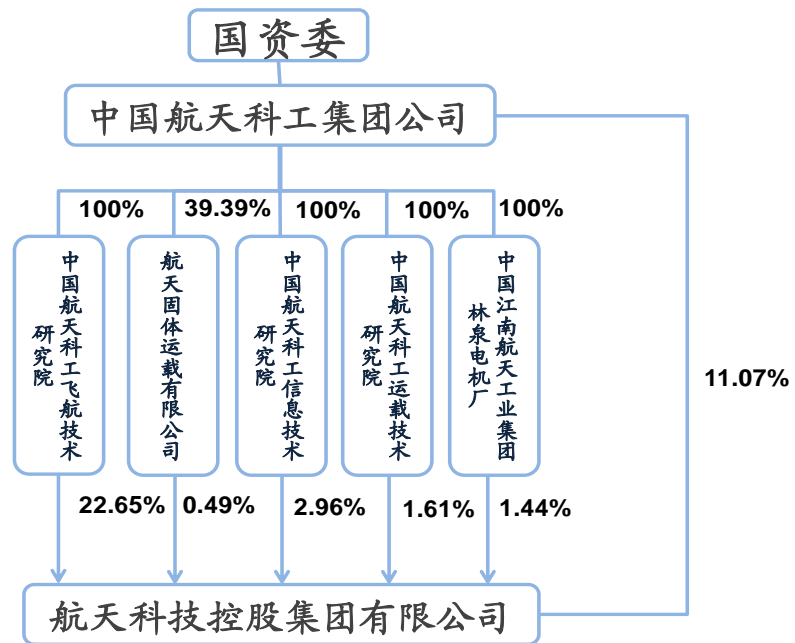 国资委
中国航天科工集团公司
100%
39.39%
100%
100%
100%
中国航天科工飞航技术
研究院
航天固体运载有限公司
中国航天科工信息技术
研究院
中国航天科工运载技术
研究院
中国江南航天工业集团
林泉电机厂
11.07%
22.65%
0.49%
2.96%
1.61%
1.44%
航天科技控股集团有限公司